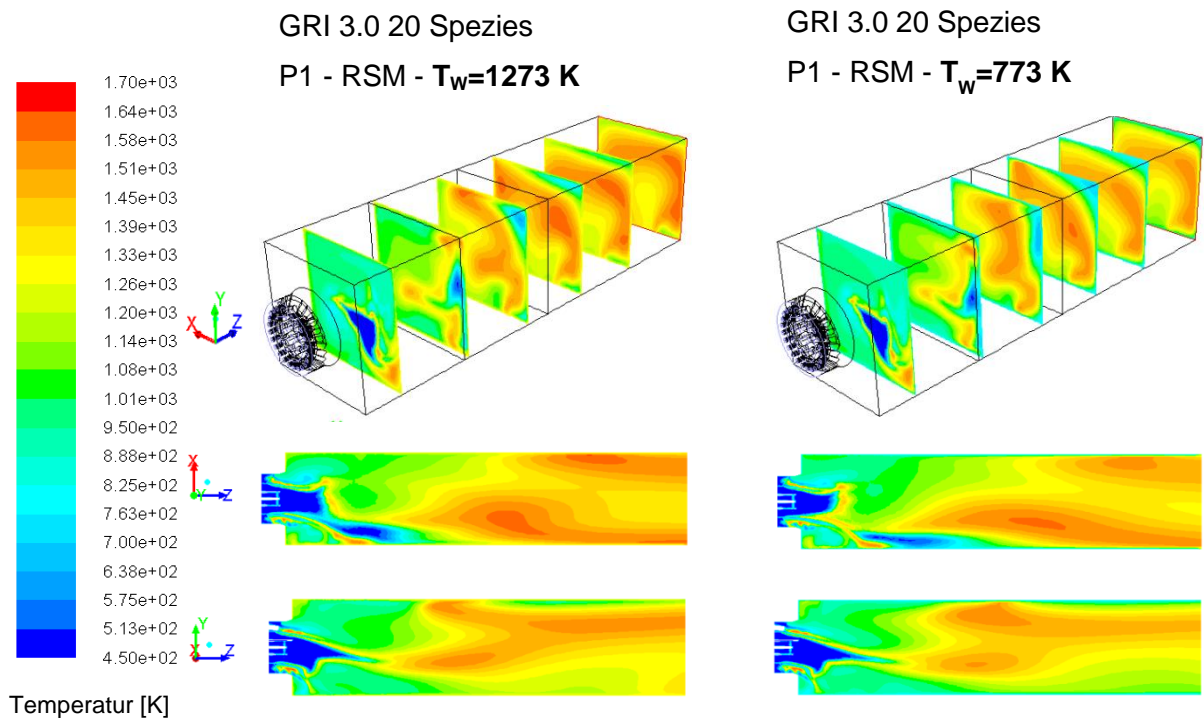 GRI 3.0 20 Spezies
P1 - RSM - Tw=1273 K
GRI 3.0 20 Spezies
P1 - RSM - Tw=773 K
1.70e+03
1.64e+03
1.58e+03
1.51e+03
1.45e+03
1.39e+03
1.33e+03
1.26e+03
1.20e+03
1.14e+03
1.08e+03
1.01e+03
9.50e+02
8.88e+02
8.25e+02
7.63e+02
7.00e+02
6.38e+02
5.75e+02
5.13e+02
4.50e+02
Temperatur [K]
Y
X Z
X
Y Z
Y
X Z